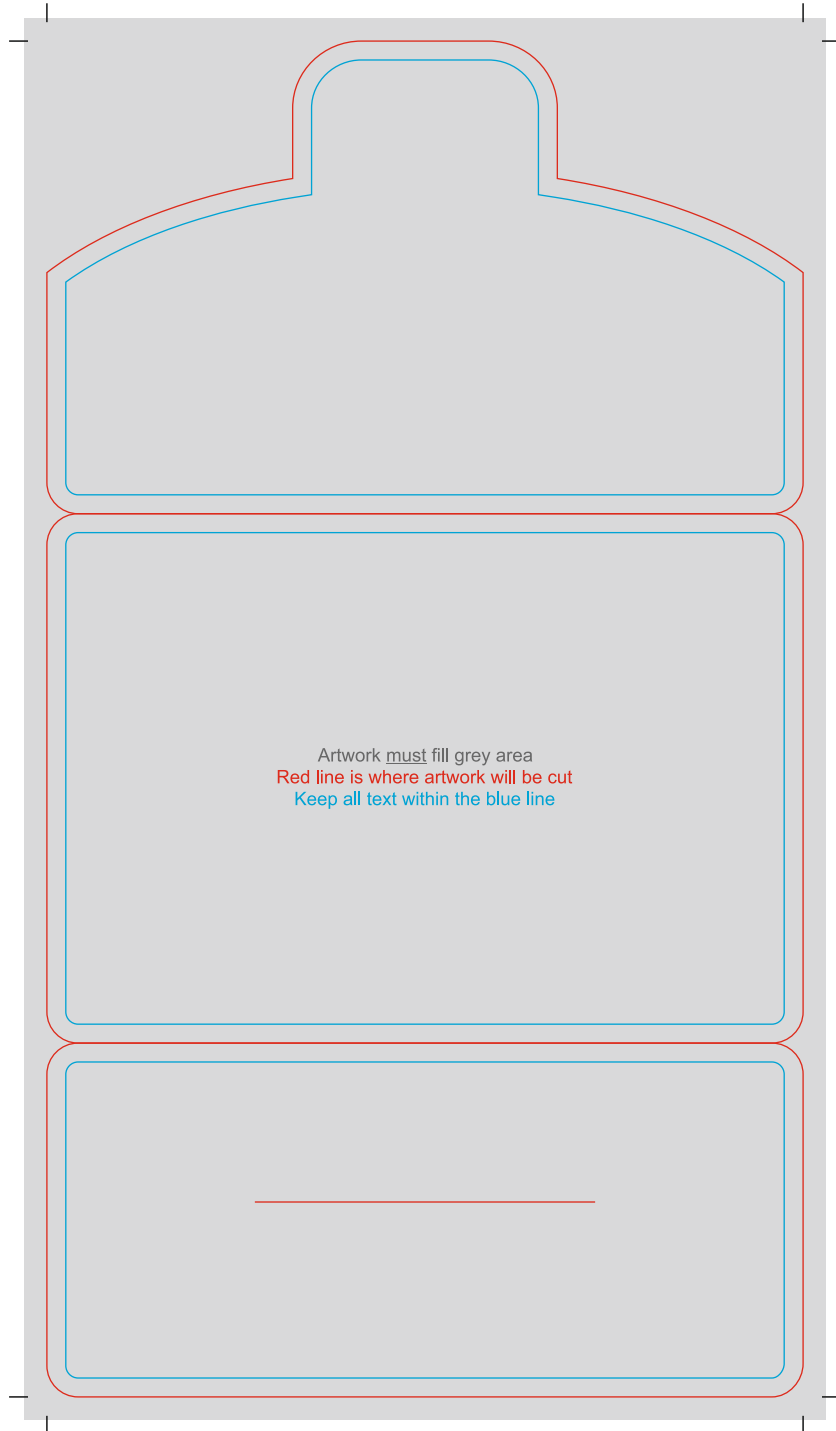 Artwork must fill grey area
Red line is where artwork will be cut
Keep all text within the blue line